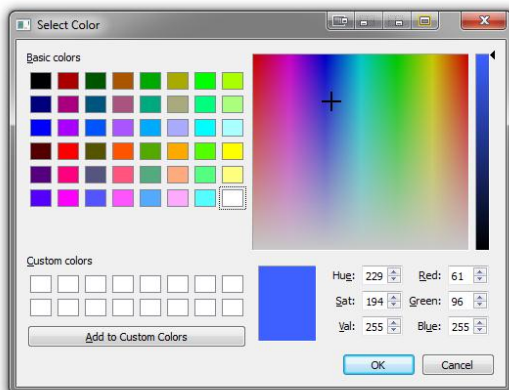 Select Color
Basic colors
Custom colors
Add to Custom Colors
Hue: 229 Red: 61
Sat: 194 Green: 96
Val: 255 Blue: 255
OK Cancel